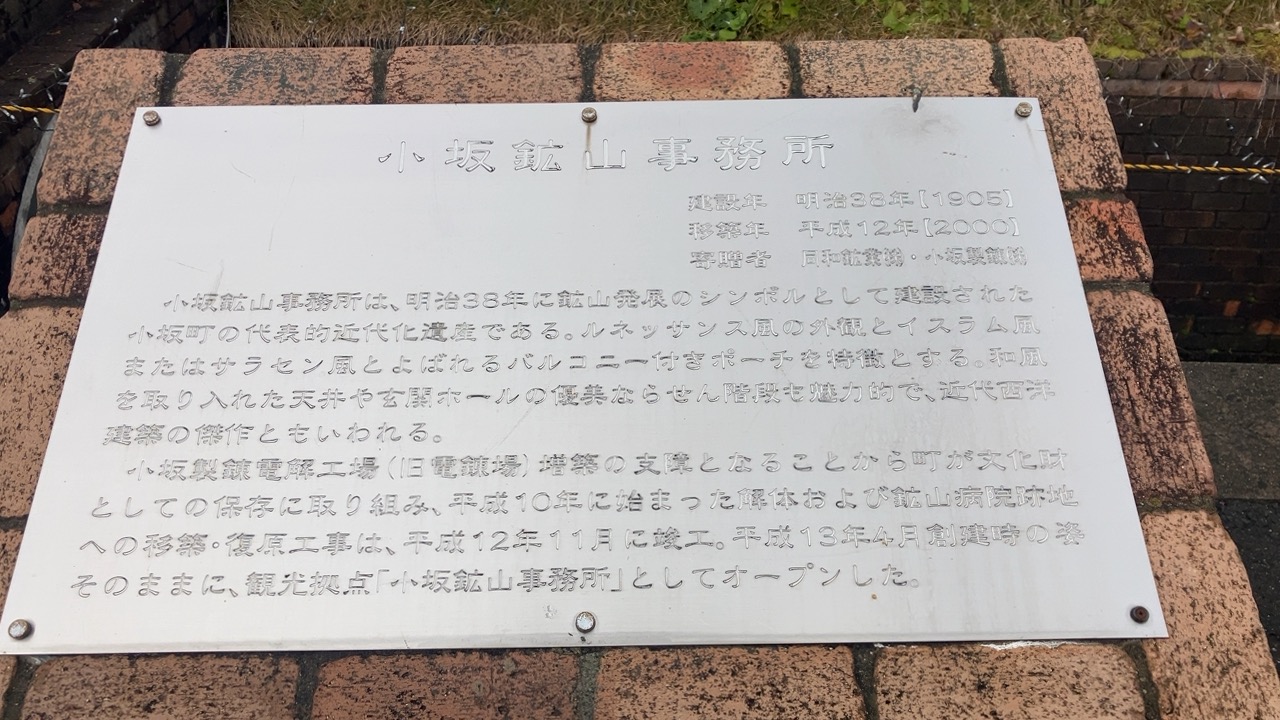 小坂鉱山事務所
建設年 明治38年【1905】
移築年 平成12年【2000】
寄贈者 同和鉱業㈱・小坂製錬㈱
小坂鉱山事務所は、明治38年に鉱山発展のシンボルとして建設された
小坂町の代表的近代化遺産である。ルネッサンス風の外観とイスラム風
またはサラセン風とよばれるバルコニー付きポーチを特徴とする。和風
を取り入れた天井や玄関ホールの優美ならせん階段も魅力的で、近代西洋
建築の傑作ともいわれる。
小坂製錬電解工場（旧電錬場）増築の支障となることから町が文化財
としての保存に取り組み、平成10年に始まった解体および鉱山病院跡地
への移築・復原工事は、平成12年11月に竣工。平成13年4月創建時の姿
そのままに、観光拠点「小坂鉱山事務所」としてオープンした。